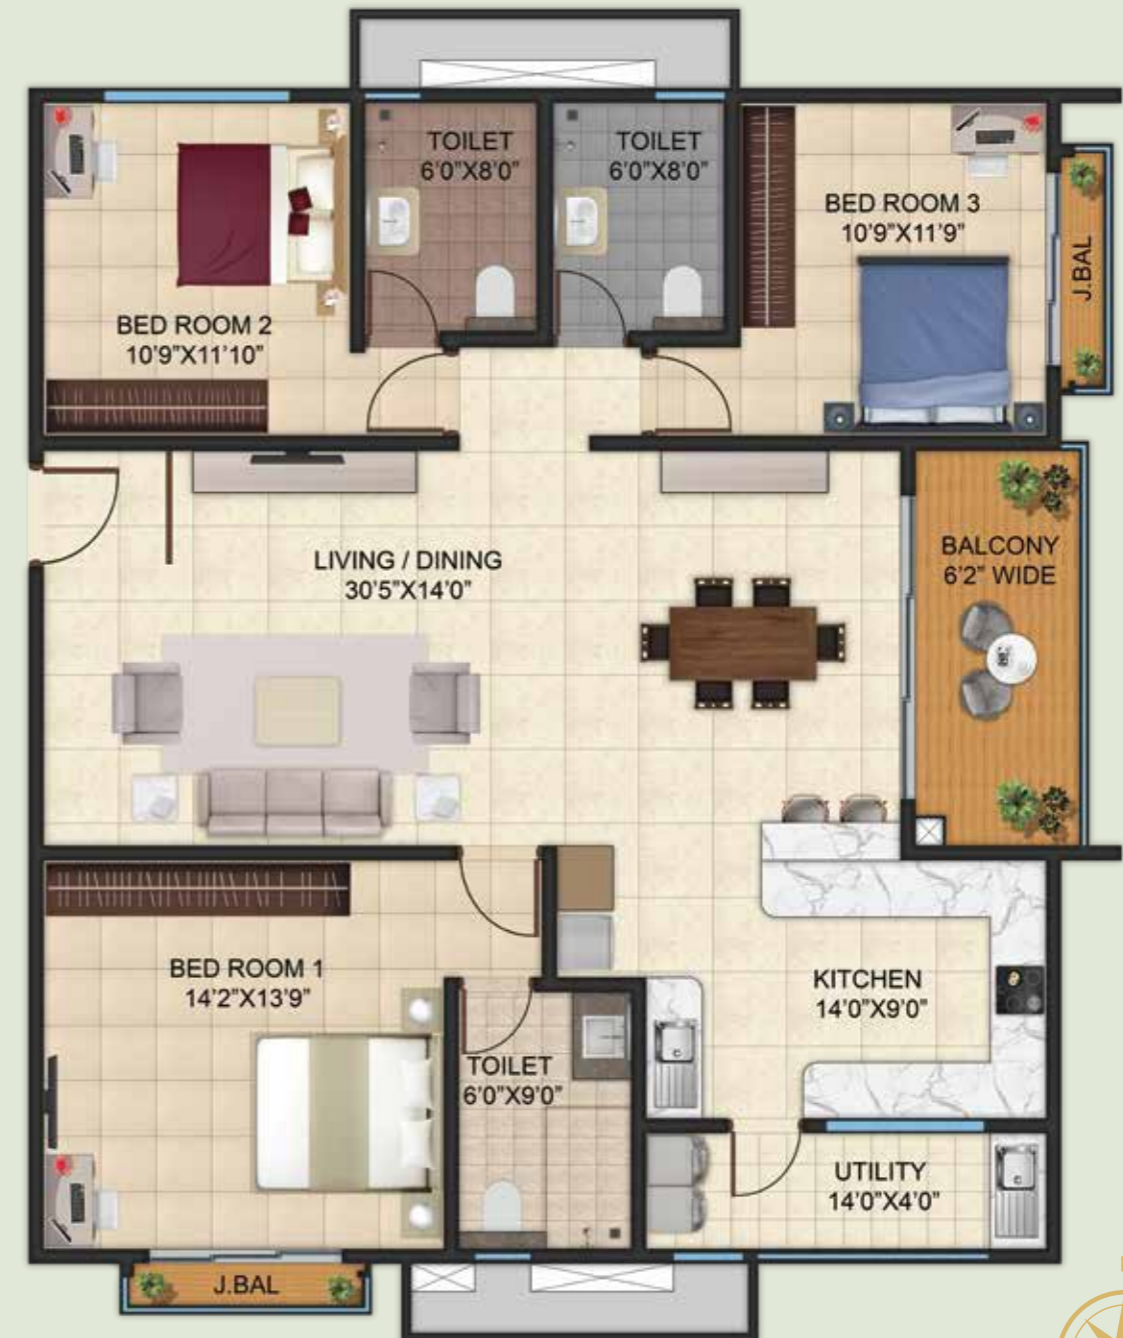 TOILET
6'0"X8'0"
TOILET
6'0"X8'0"
BED ROOM 3
10'9"X11'9"
J.BAL
BED ROOM 2
10'9"X11'10"
LIVING / DINING
30'5"X14'0"
BALCONY
6'2" WIDE
BED ROOM 1
14'2"X13'9"
KITCHEN
14'0"X9'0"
TOILET
6'0"X9'0"
UTILITY
14'0"X4'0"
J.BAL